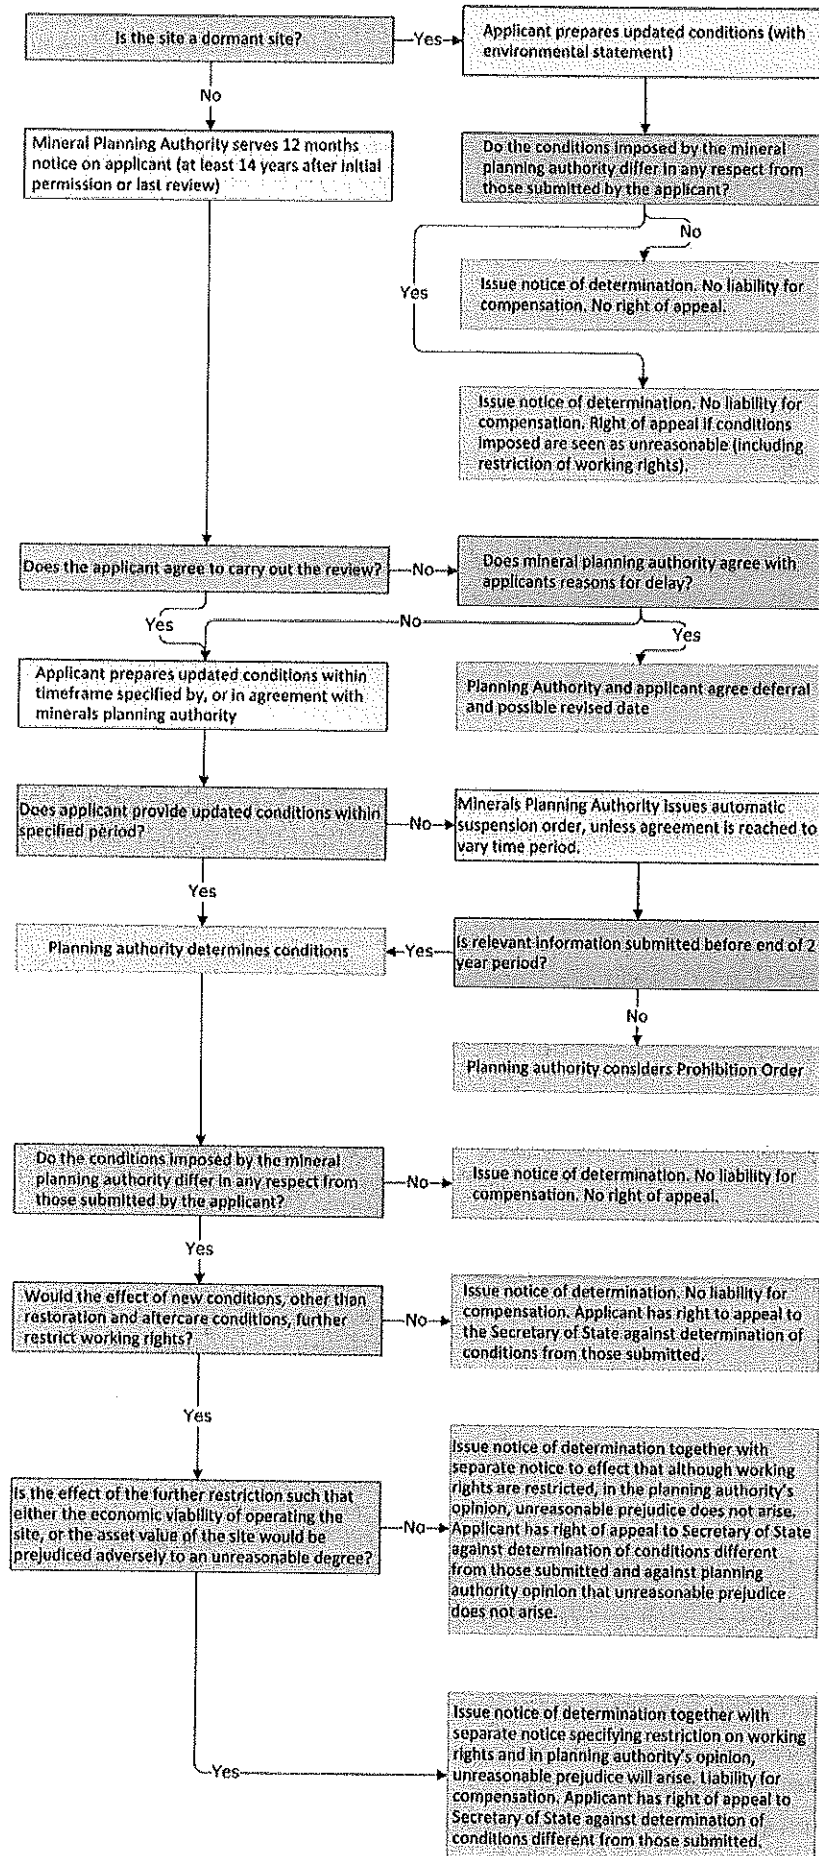 Is the site a dormant site?
Yes
Applicant prepares updated conditions (with
environmental statement)
No
Mineral Planning Authority serves 12 months
notice on applicant (at least 14 years after initial
permission or last review)
Do the conditions imposed by the mineral
planning authority differ in any respect from
those submitted by the applicant?
No
Yes
Issue notice of determination. No liability for
compensation. No right of appeal.
Issue notice of determination. No liability for
compensation. Right of appeal if conditions
imposed are seen as unreasonable (including
restriction of working rights).
Does the applicant agree to carry out the review?
No
Does mineral planning authority agree with
applicants reasons for delay?
Yes
No
Yes
Applicant prepares updated conditions within
timeframe specified by, or in agreement with
minerals planning authority
Planning Authority and applicant agree deferral
and possible revised date
Does applicant provide updated conditions within
specified period?
No
Minerals Planning Authority issues automatic
suspension order, unless agreement is reached to
vary time period.
Yes
Planning authority determines conditions
Yes
Is relevant information submitted before end of 2
year period?
No
Planning authority considers Prohibition Order
Do the conditions imposed by the mineral
planning authority differ in any respect from
those submitted by the applicant?
No
Issue notice of determination. No liability for
compensation. No right of appeal.
Yes
Would the effect of new conditions, other than
restoration and aftercare conditions, further
restrict working rights?
No
Issue notice of determination. No liability for
compensation. Applicant has right to appeal to
the Secretary of State against determination of
conditions from those submitted.
Yes
Is the effect of the further restriction such that
either the economic viability of operating the
site, or the asset value of the site would be
prejudiced adversely to an unreasonable degree?
No
Issue notice of determination together with
separate notice to effect that although working
rights are restricted, in the planning authority's
opinion, unreasonable prejudice does not arise.
Applicant has right of appeal to Secretary of State
against determination of conditions different
from those submitted and against planning
authority opinion that unreasonable prejudice
does not arise.
Yes
Issue notice of determination together with
separate notice specifying restriction on working
rights and in planning authority's opinion,
unreasonable prejudice will arise. Liability for
compensation. Applicant has right of appeal to
Secretary of State against determination of
conditions different from those submitted.